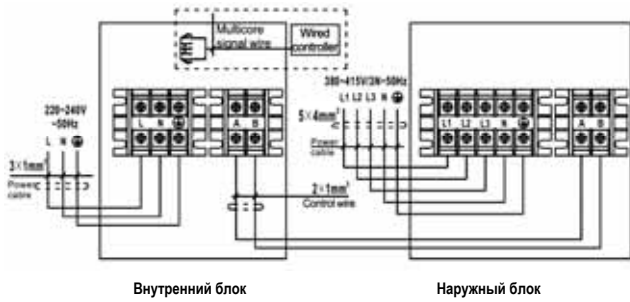 Multicore
signal wire
Wired
controller
220~240V
~50Hz
L N
3×1mm²
Power
cable
L N
A B
380~415V/3N~50Hz
L1 L2 L3 N
5×4mm²
Power
cable
L1 L2 L3 N
A B
2×1mm²
Control wire
Внутренний блок
Наружный блок